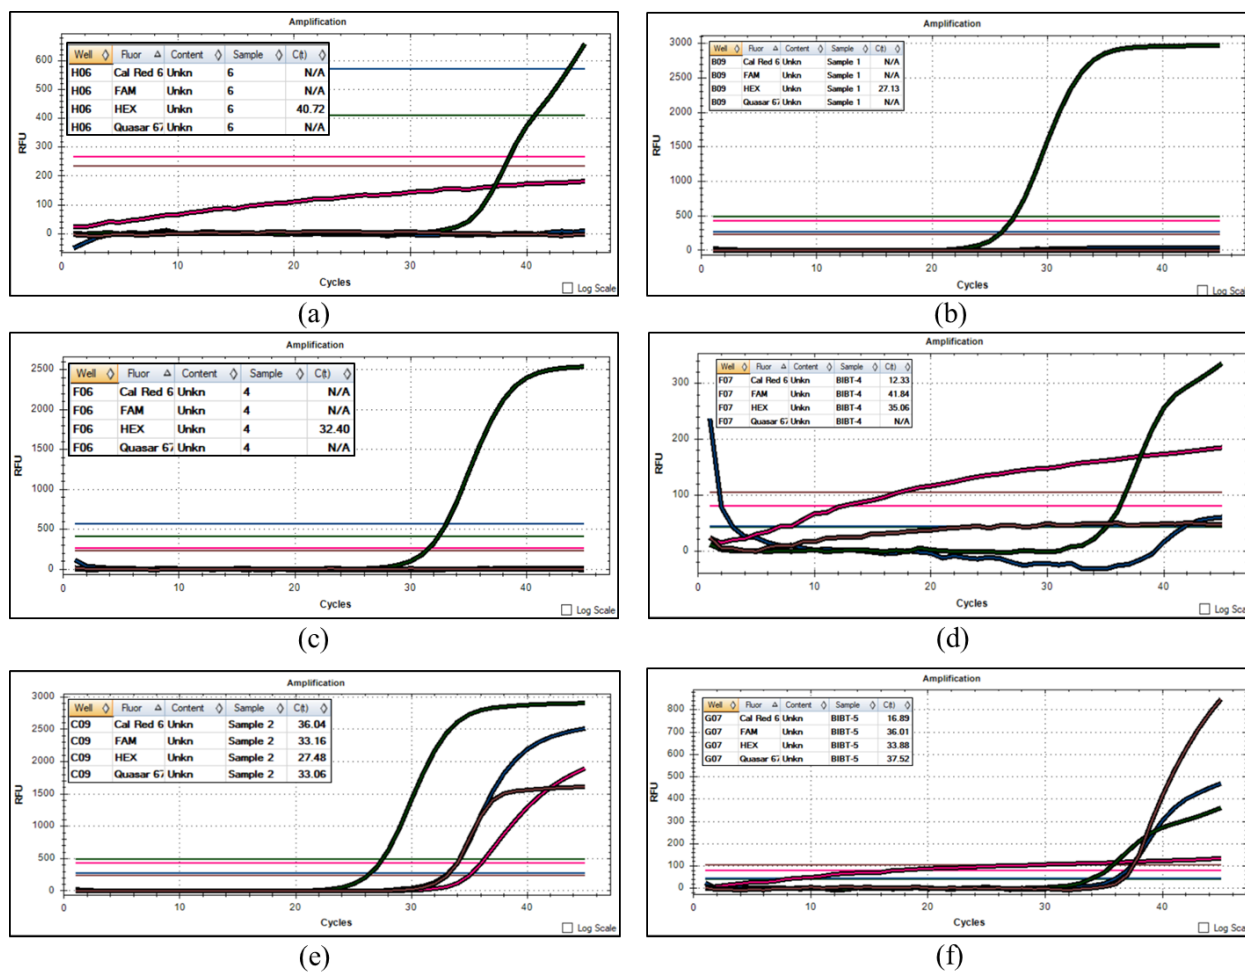 Amplification
Well Fluor Content Sample C(t)
H06 Cal Red 6 Unkn 6 N/A
H06 FAM Unkn 6 N/A
H06 HEX Unkn 6 40.72
H06 Quasar 67 Unkn 6 N/A
RFU
600
500
400
300
200
100
0
0 10 20 30 40
Cycles
Log Scale
(a)
Amplification
Well Fluor Content Sample C(t)
B09 Cal Red 6 Unkn Sample 1 N/A
B09 FAM Unkn Sample 1 N/A
B09 HEX Unkn Sample 1 27.13
B09 Quasar 67 Unkn Sample 1 N/A
RFU
3000
2500
2000
1500
1000
500
0
0 10 20 30 40
Cycles
Log Scale
(b)
Amplification
Well Fluor Content Sample C(t)
F06 Cal Red 6 Unkn 4 N/A
F06 FAM Unkn 4 N/A
F06 HEX Unkn 4 32.40
F06 Quasar 67 Unkn 4 N/A
RFU
2500
2000
1500
1000
500
0
0 10 20 30 40
Cycles
Log Scale
(c)
Amplification
Well Fluor Content Sample C(t)
F07 Cal Red 6 Unkn BIBT-4 12.33
F07 FAM Unkn BIBT-4 41.84
F07 HEX Unkn BIBT-4 35.06
F07 Quasar 67 Unkn BIBT-4 N/A
RFU
300
200
100
0
0 10 20 30 40
Cycles
Log Scale
(d)
Amplification
Well Fluor Content Sample C(t)
C09 Cal Red 6 Unkn Sample 2 36.04
C09 FAM Unkn Sample 2 33.16
C09 HEX Unkn Sample 2 27.48
C09 Quasar 67 Unkn Sample 2 33.06
RFU
3000
2500
2000
1500
1000
500
0
0 10 20 30 40
Cycles
Log Scale
(e)
Amplification
Well Fluor Content Sample C(t)
G07 Cal Red 6 Unkn BIBT-5 16.89
G07 FAM Unkn BIBT-5 36.01
G07 HEX Unkn BIBT-5 33.88
G07 Quasar 67 Unkn BIBT-5 37.52
RFU
800
700
600
500
400
300
200
100
0
0 10 20 30 40
Cycles
Log Scale
(f)